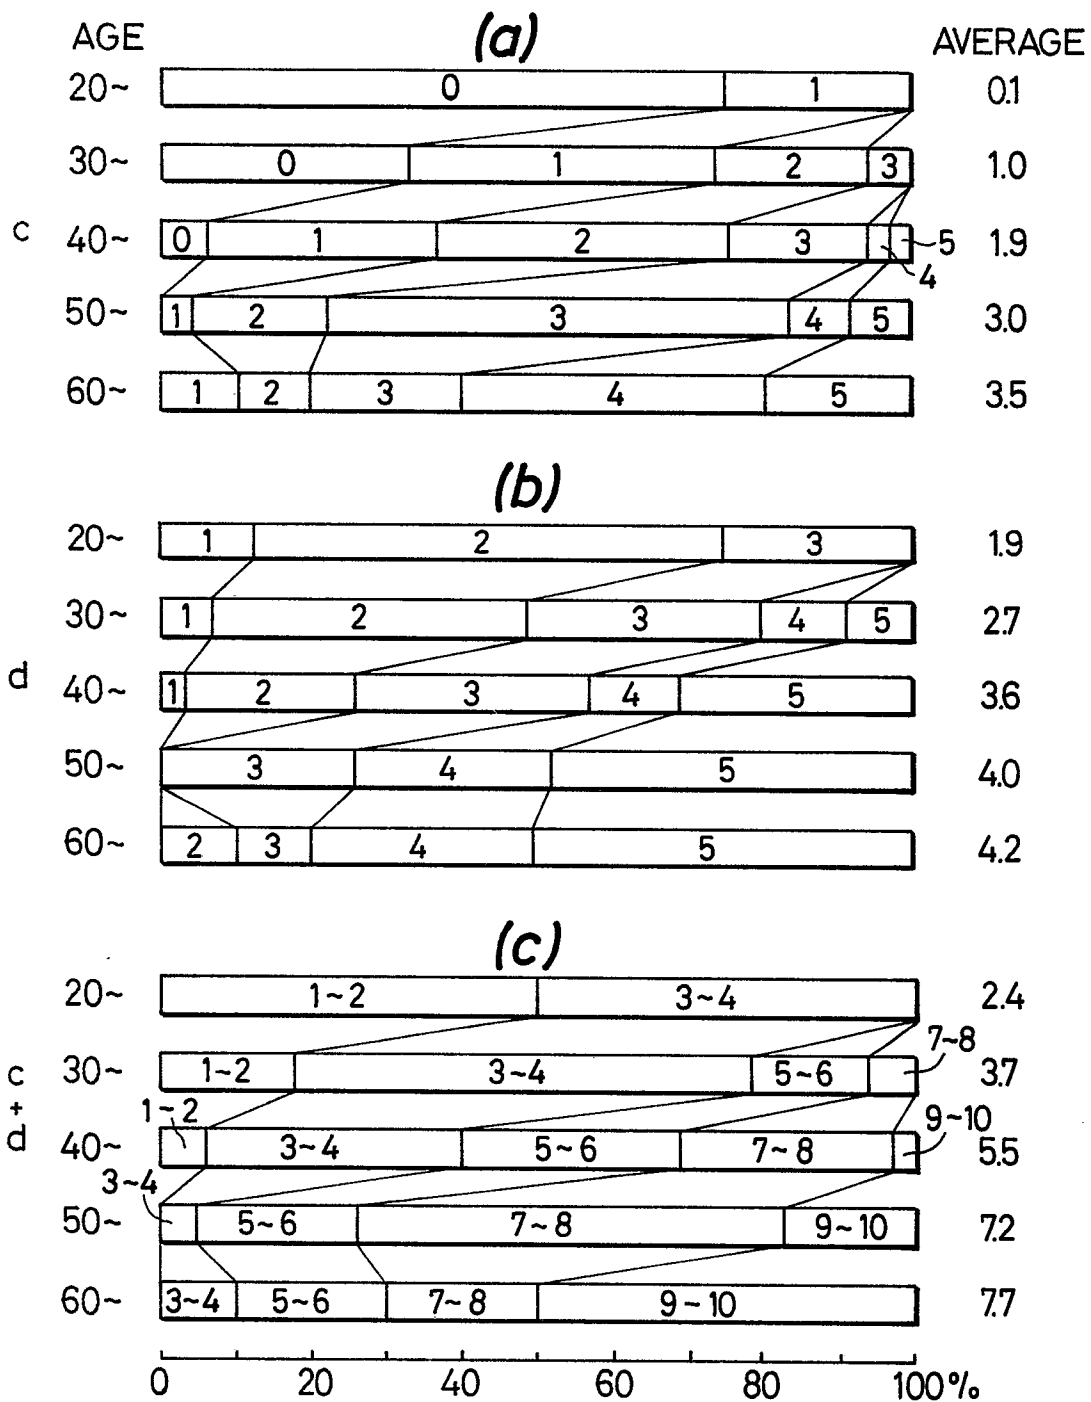 AGE (a) AVERAGE
20~ 0 1 0.1
30~ 0 1 2 3 1.0
c 40~ 0 1 2 3 4 5 1.9
50~ 1 2 3 4 5 3.0
60~ 1 2 3 4 5 3.5
(b)
20~ 1 2 3 1.9
30~ 1 2 3 4 5 2.7
d 40~ 1 2 3 4 5 3.6
50~ 3 4 5 4.0
60~ 2 3 4 5 4.2
(c)
20~ 1~2 3~4 2.4
30~ 1~2 3~4 5~6 7~8 3.7
c + d 40~ 1~2 3~4 5~6 7~8 9~10 5.5
50~ 3~4 5~6 7~8 9~10 7.2
60~ 3~4 5~6 7~8 9~10 7.7
0 20 40 60 80 100%